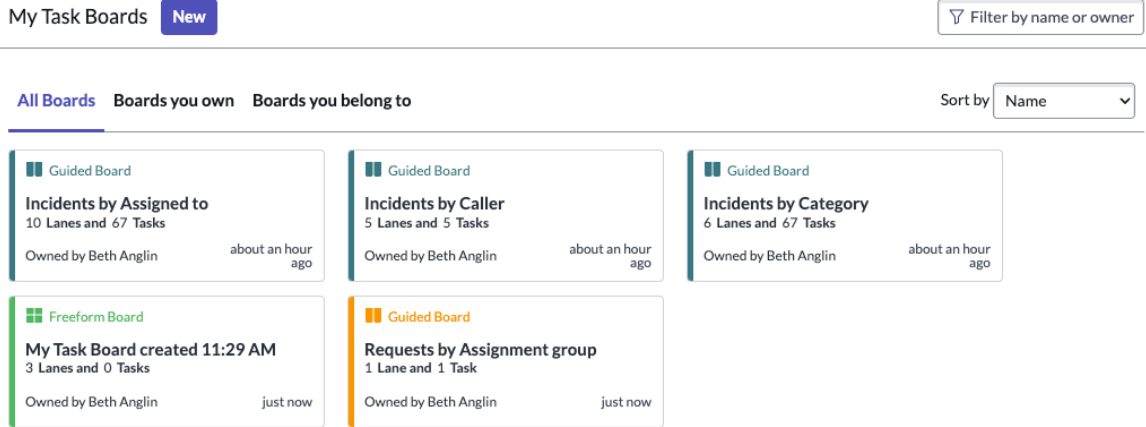 My Task Boards New Filter by name or owner
All Boards Boards you own Boards you belong to Sort by Name
Guided Board
Incidents by Assigned to
10 Lanes and 67 Tasks
Owned by Beth Anglin
about an hour
ago
Guided Board
Incidents by Caller
5 Lanes and 5 Tasks
Owned by Beth Anglin
about an hour
ago
Guided Board
Incidents by Category
6 Lanes and 67 Tasks
Owned by Beth Anglin
about an hour
ago
Freeform Board
My Task Board created 11:29 AM
3 Lanes and 0 Tasks
Owned by Beth Anglin just now
Guided Board
Requests by Assignment group
1 Lane and 1 Task
Owned by Beth Anglin just now